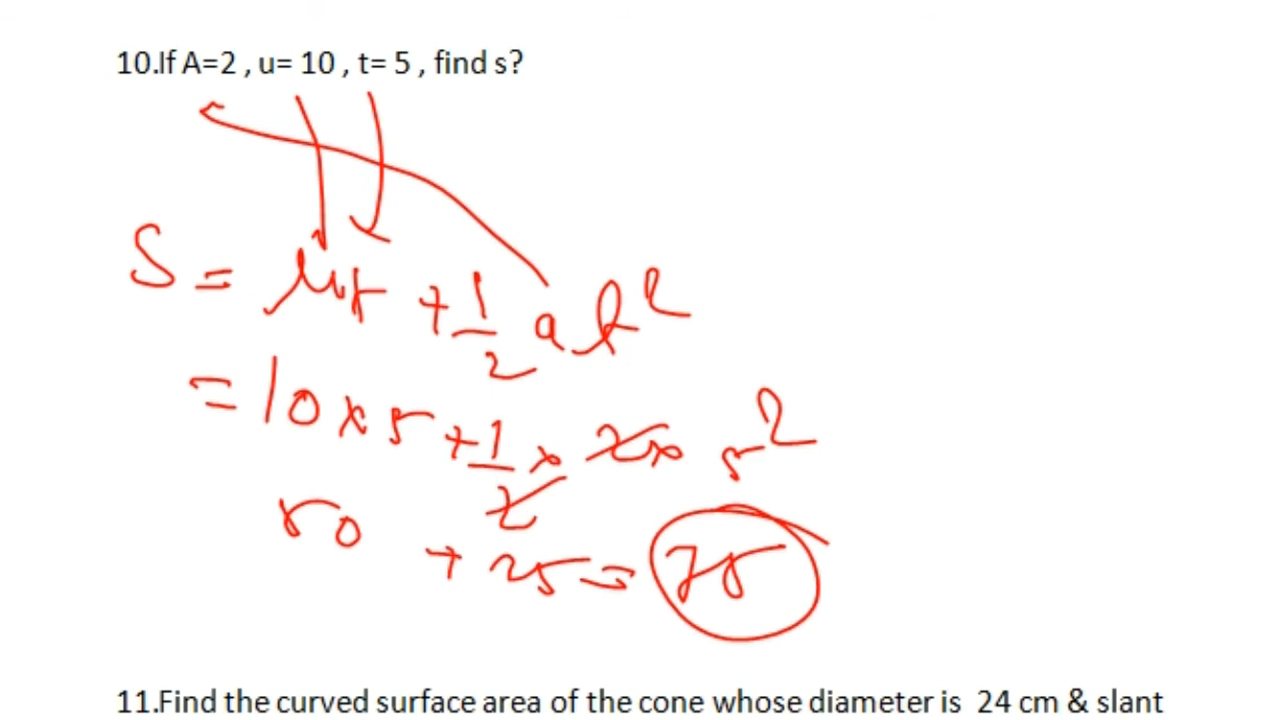 10.If A=2 , u= 10 , t= 5 , find s?
S = ut + 1/2 at²
= 10 × 5 + 1/2 × 2 × 5²
50 + 25 = 75
11.Find the curved surface area of the cone whose diameter is 24 cm & slant